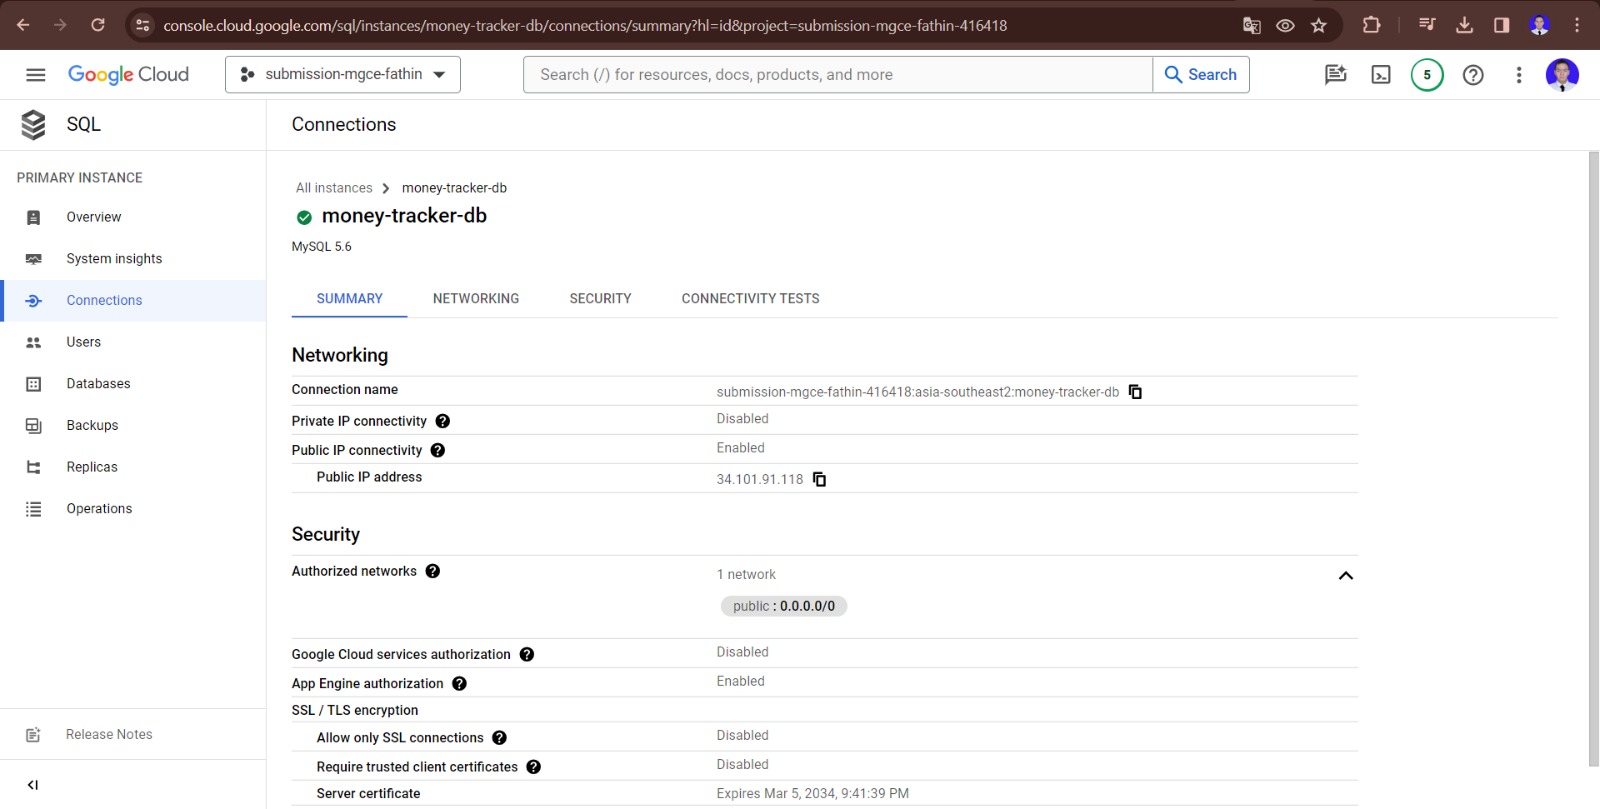 console.cloud.google.com/sql/instances/money-tracker-db/connections/summary?hl=id&project=submission-mgce-fathin-416418
Google Cloud
submission-mgce-fathin
Search (/) for resources, docs, products, and more
Search
5
SQL
Connections
PRIMARY INSTANCE
Overview
System insights
Connections
Users
Databases
Backups
Replicas
Operations
Release Notes
All instances
money-tracker-db
money-tracker-db
MySQL 5.6
SUMMARY
NETWORKING
SECURITY
CONNECTIVITY TESTS
Networking
Connection name
submission-mgce-fathin-416418:asia-southeast2:money-tracker-db
Private IP connectivity
Disabled
Public IP connectivity
Enabled
Public IP address
34.101.91.118
Security
Authorized networks
1 network
public : 0.0.0.0/0
Google Cloud services authorization
Disabled
App Engine authorization
Enabled
SSL / TLS encryption
Allow only SSL connections
Disabled
Require trusted client certificates
Disabled
Server certificate
Expires Mar 5, 2034, 9:41:39 PM